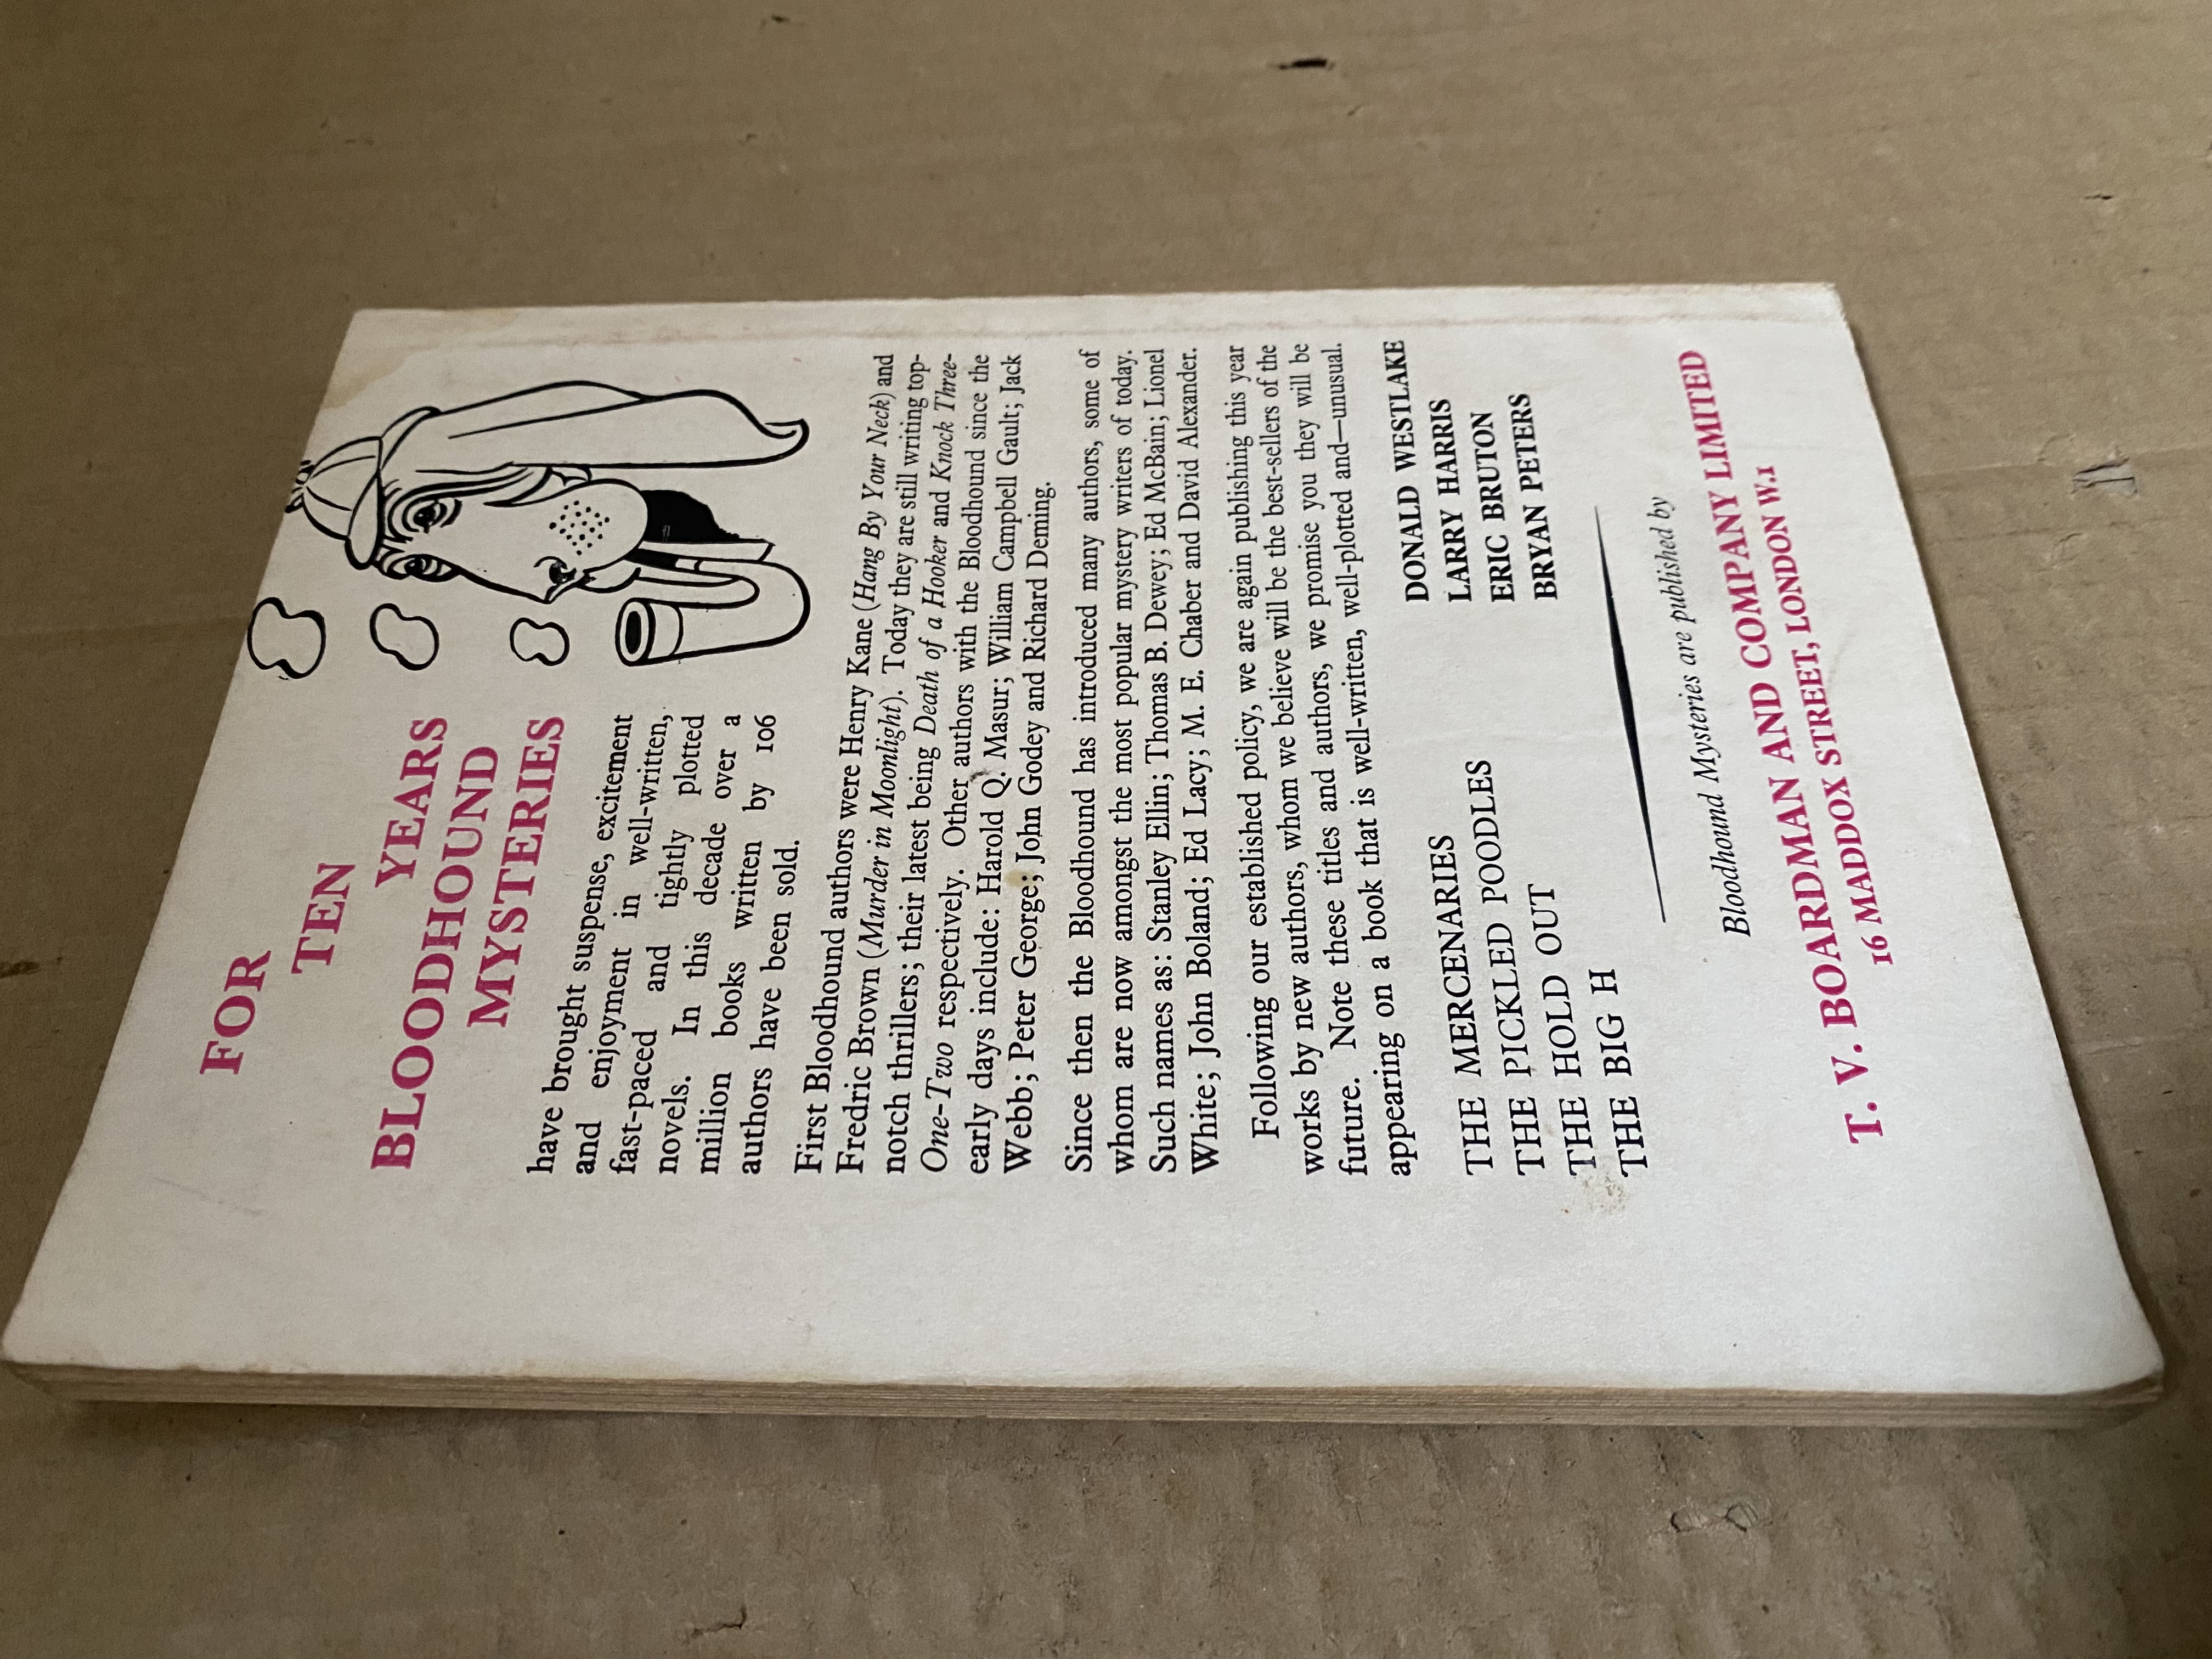 FOR
TEN
YEARS
BLOODHOUND
MYSTERIES
have brought suspense, excitement
and enjoyment in well-written,
fast-paced and tightly plotted
novels. In this decade over a
million books written by 106
authors have been sold.
First Bloodhound authors were Henry Kane (Hang By Your Neck) and
Fredric Brown (Murder in Moonlight). Today they are still writing top-
notch thrillers; their latest being Death of a Hooker and Knock Three-
One-Two respectively. Other authors with the Bloodhound since the
early days include: Harold Q. Masur; William Campbell Gault; Jack
Webb; Peter George; John Godey and Richard Deming.
Since then the Bloodhound has introduced many authors, some of
whom are now amongst the most popular mystery writers of today.
Such names as: Stanley Ellin; Thomas B. Dewey; Ed McBain; Lionel
White; John Boland; Ed Lacy; M. E. Chaber and David Alexander.
Following our established policy, we are again publishing this year
works by new authors, whom we believe will be the best-sellers of the
future. Note these titles and authors, we promise you they will be
appearing on a book that is well-written, well-plotted and—unusual.
THE MERCENARIES DONALD WESTLAKE
THE PICKLED POODLES LARRY HARRIS
THE HOLD OUT ERIC BRUTON
THE BIG H BRYAN PETERS
Bloodhound Mysteries are published by
T. V. BOARDMAN AND COMPANY LIMITED
16 MADDOX STREET, LONDON W.1